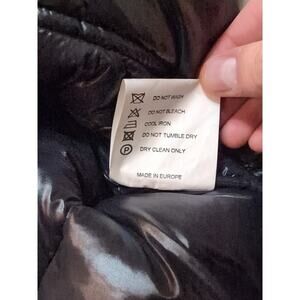 DO NOT WASH
DO NOT BLEACH
COOL IRON
DO NOT TUMBLE DRY
P DRY CLEAN ONLY
MADE IN EUROPE